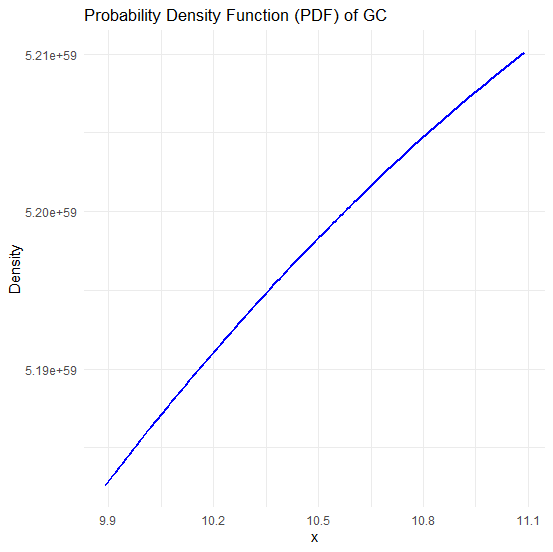 Probability Density Function (PDF) of GC
5.21e+59
5.20e+59
5.19e+59
Density
9.9 10.2 10.5 10.8 11.1
x